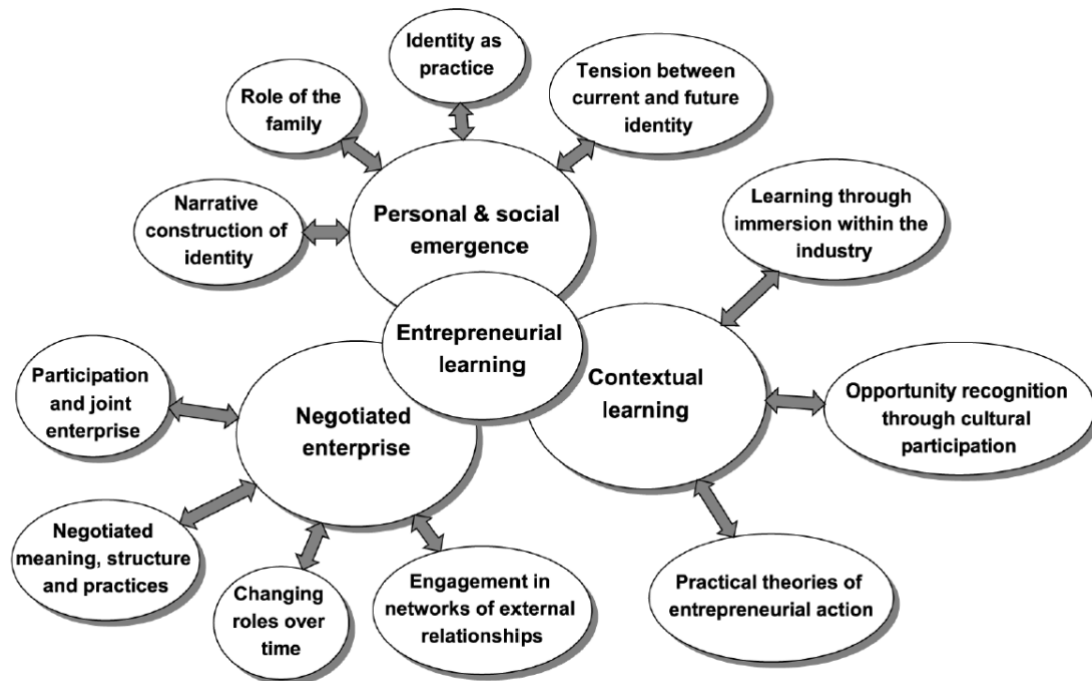 Identity as
practice
Tension between
current and future
identity
Role of the
family
Narrative
construction of
identity
Personal & social
emergence
Learning through
immersion within the
industry
Entrepreneurial
learning
Participation
and joint
enterprise
Negotiated
enterprise
Contextual
learning
Opportunity recognition
through cultural
participation
Negotiated
meaning, structure
and practices
Changing
roles over
time
Engagement in
networks of external
relationships
Practical theories of
entrepreneurial action